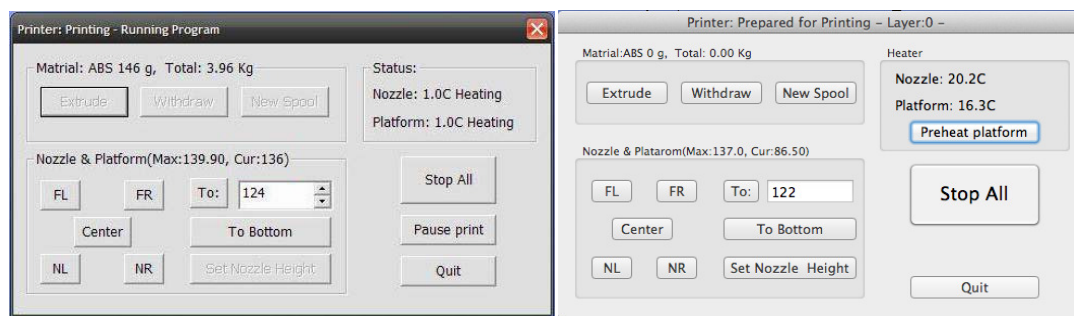 Printer: Printing - Running Program
Matrial: ABS 146 g, Total: 3.96 Kg
Extrude
Withdraw
New Spool
Status:
Nozzle: 1.0C Heating
Platform: 1.0C Heating
Nozzle & Platform(Max:139.90, Cur:136)
FL
FR
To:
124
Center
To Bottom
NL
NR
Set Nozzle Height
Stop All
Pause print
Quit
Printer: Prepared for Printing – Layer:0 –
Matrial:ABS 0 g, Total: 0.00 Kg
Extrude
Withdraw
New Spool
Heater
Nozzle: 20.2C
Platform: 16.3C
Preheat platform
Nozzle & Platarom(Max:137.0, Cur:86.50)
FL
FR
To:
122
Center
To Bottom
NL
NR
Set Nozzle Height
Stop All
Quit